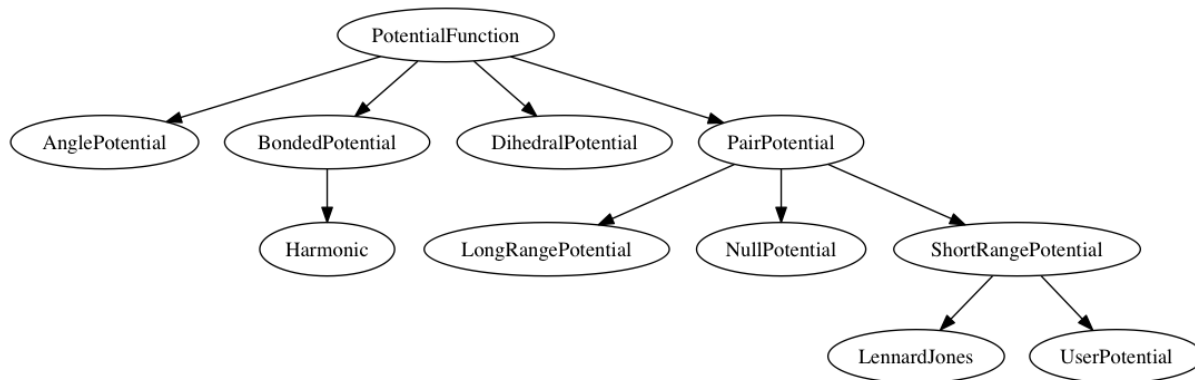 PotentialFunction
AnglePotential
BondedPotential
DihedralPotential
PairPotential
Harmonic
LongRangePotential
NullPotential
ShortRangePotential
LennardJones
UserPotential